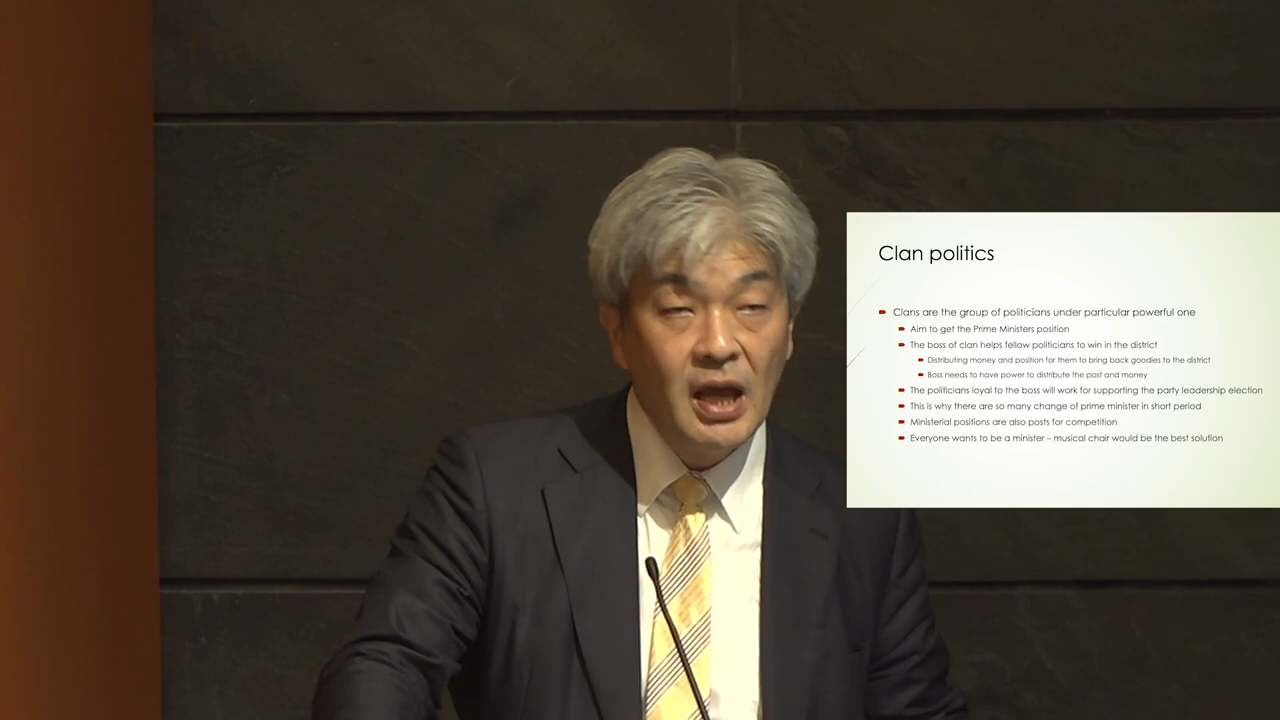 Clan politics
Clans are the group of politicians under particular powerful one
Aim to get the Prime Ministers position
The boss of clan helps fellow politicians to win in the district
Distributing money and position for them to bring back goodies to the district
Boss needs to have power to distribute the post and money
The politicians loyal to the boss will work for supporting the party leadership election
This is why there are so many change of prime minister in short period
Ministerial positions are also posts for competition
Everyone wants to be a minister – musical chair would be the best solution